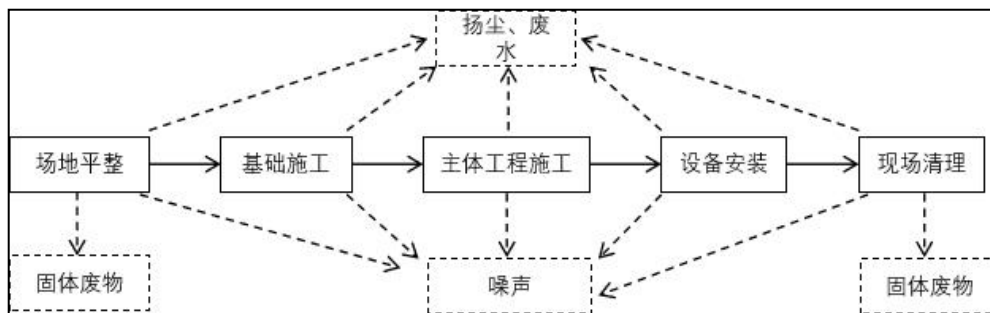 扬尘、废
水
场地平整
基础施工
主体工程施工
设备安装
现场清理
固体废物
噪声
固体废物